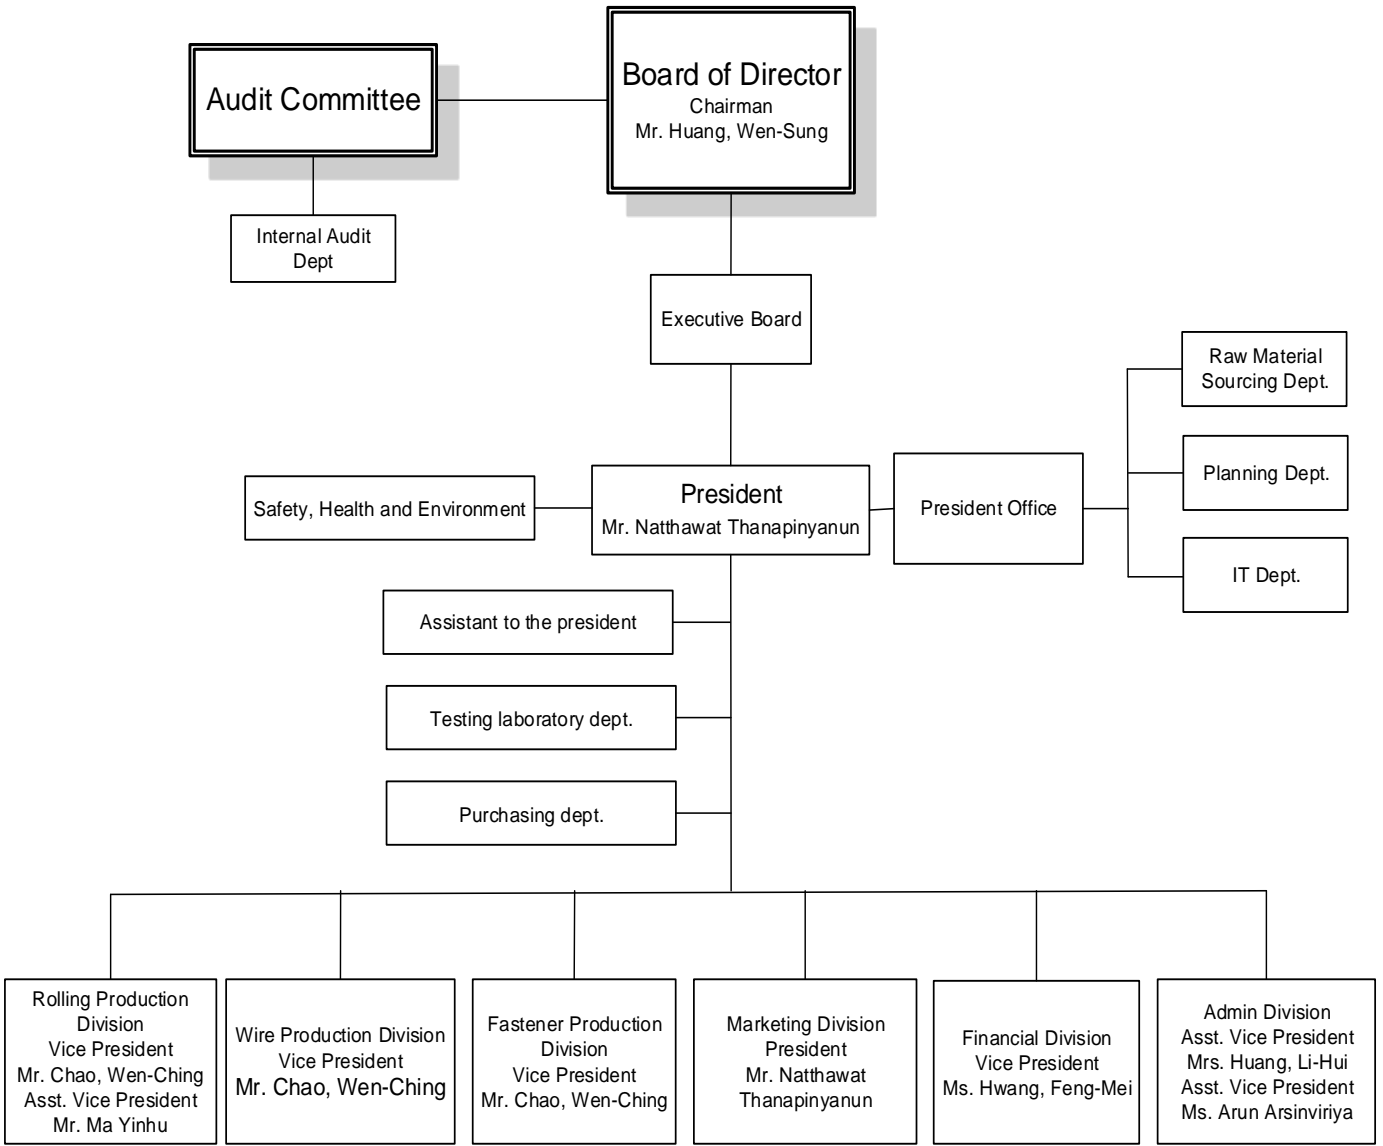 Audit Committee
Board of Director
Chairman
Mr. Huang, Wen-Sung
Internal Audit
Dept
Executive Board
Raw Material
Sourcing Dept.
Planning Dept.
IT Dept.
Safety, Health and Environment
President
Mr. Natthawat Thanapinyanun
President Office
Assistant to the president
Testing laboratory dept.
Purchasing dept.
Rolling Production
Division
Vice President
Mr. Chao, Wen-Ching
Asst. Vice President
Mr. Ma Yinhu
Wire Production Division
Vice President
Mr. Chao, Wen-Ching
Fastener Production
Division
Vice President
Mr. Chao, Wen-Ching
Marketing Division
President
Mr. Natthawat
Thanapinyanun
Financial Division
Vice President
Ms. Hwang, Feng-Mei
Admin Division
Asst. Vice President
Mrs. Huang, Li-Hui
Asst. Vice President
Ms. Arun Arsinviriya